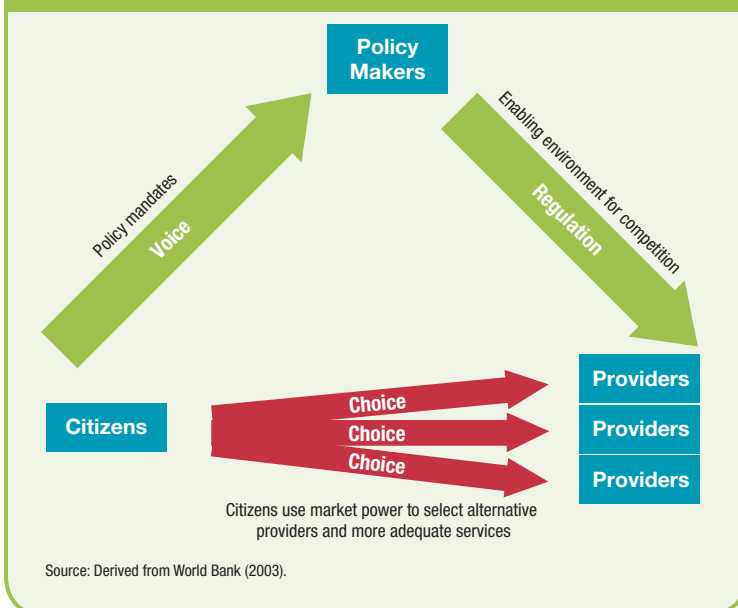 Policy
Makers
Policy mandates
Voice
Enabling environment for competition
Regulation
Citizens
Choice
Choice
Choice
Providers
Providers
Providers
Citizens use market power to select alternative
providers and more adequate services
Source: Derived from World Bank (2003).